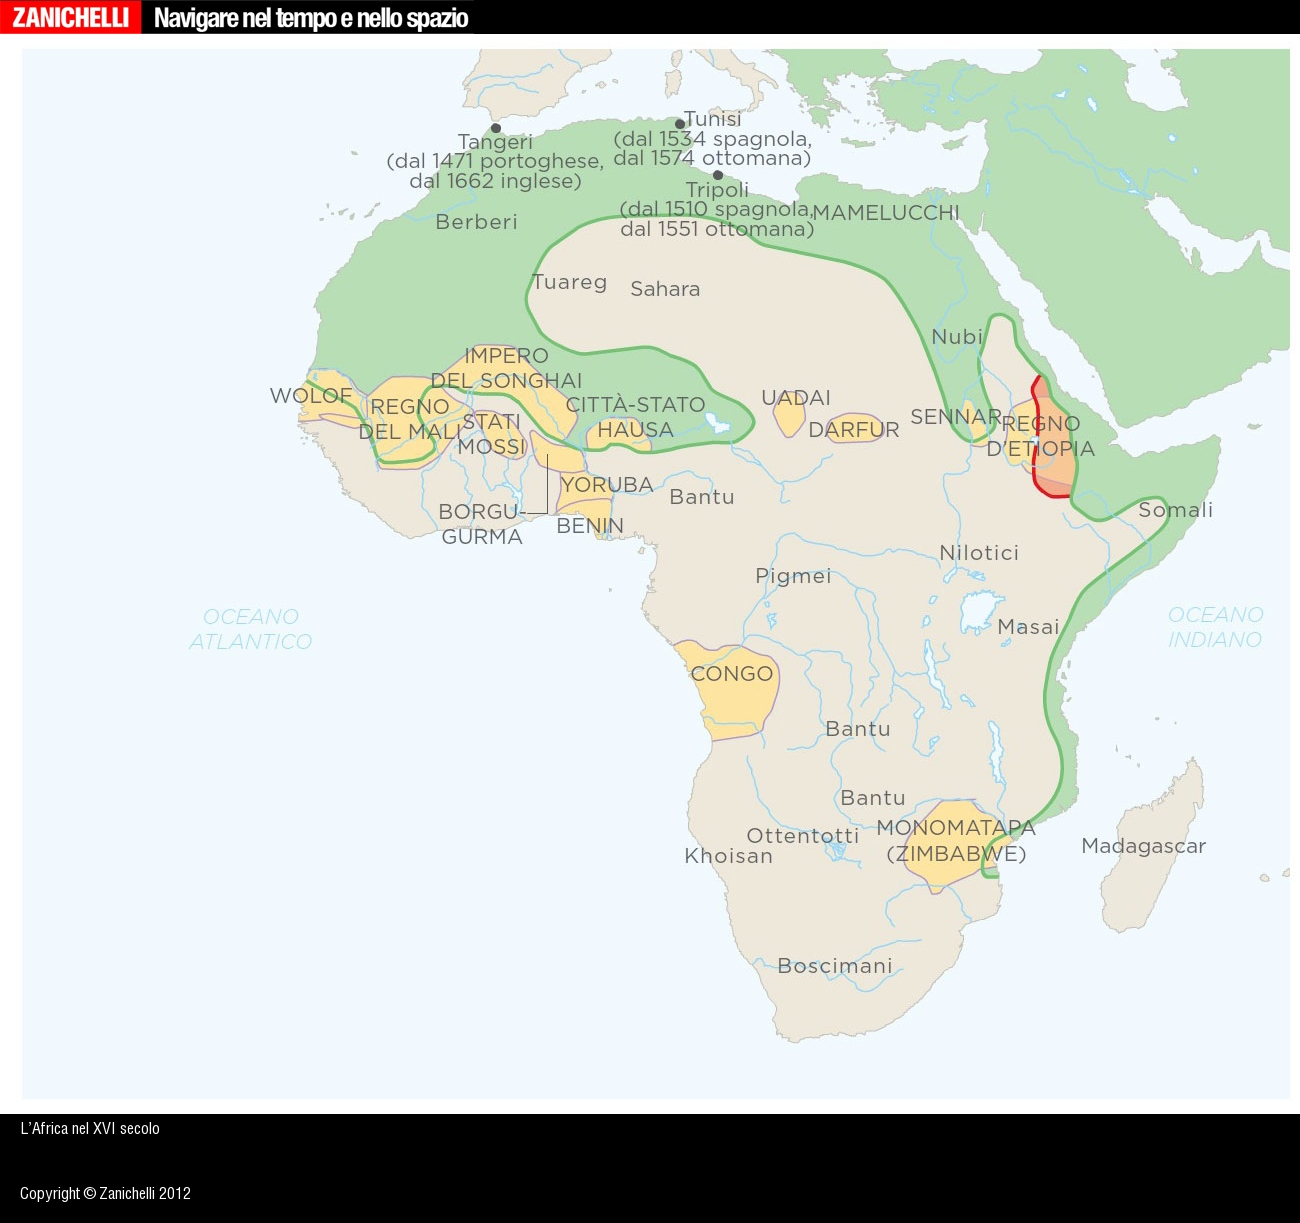 ZANICHELLI Navigare nel tempo e nello spazio
Tangeri
(dal 1471 portoghese,
dal 1662 inglese)
Tunisi
(dal 1534 spagnola,
dal 1574 ottomana)
Tripoli
(dal 1510 spagnola,
dal 1551 ottomana)
MAMELUCCHI
Berberi
Tuareg
Sahara
Nubi
IMPERO
DEL SONGHAI
WOLOF
REGNO
DEL MALI
STATI
MOSSI
CITTÀ-STATO
HAUSA
UADAI
DARFUR
SENNAR
REGNO
D'ETIOPIA
YORUBA
Bantu
BORGU-
GURMA
BENIN
Somali
Nilotici
Pigmei
Masai
OCEANO
ATLANTICO
OCEANO
INDIANO
CONGO
Bantu
Bantu
MONOMATAPA
(ZIMBABWE)
Ottentotti
Khoisan
Madagascar
Boscimani
L'Africa nel XVI secolo
Copyright © Zanichelli 2012